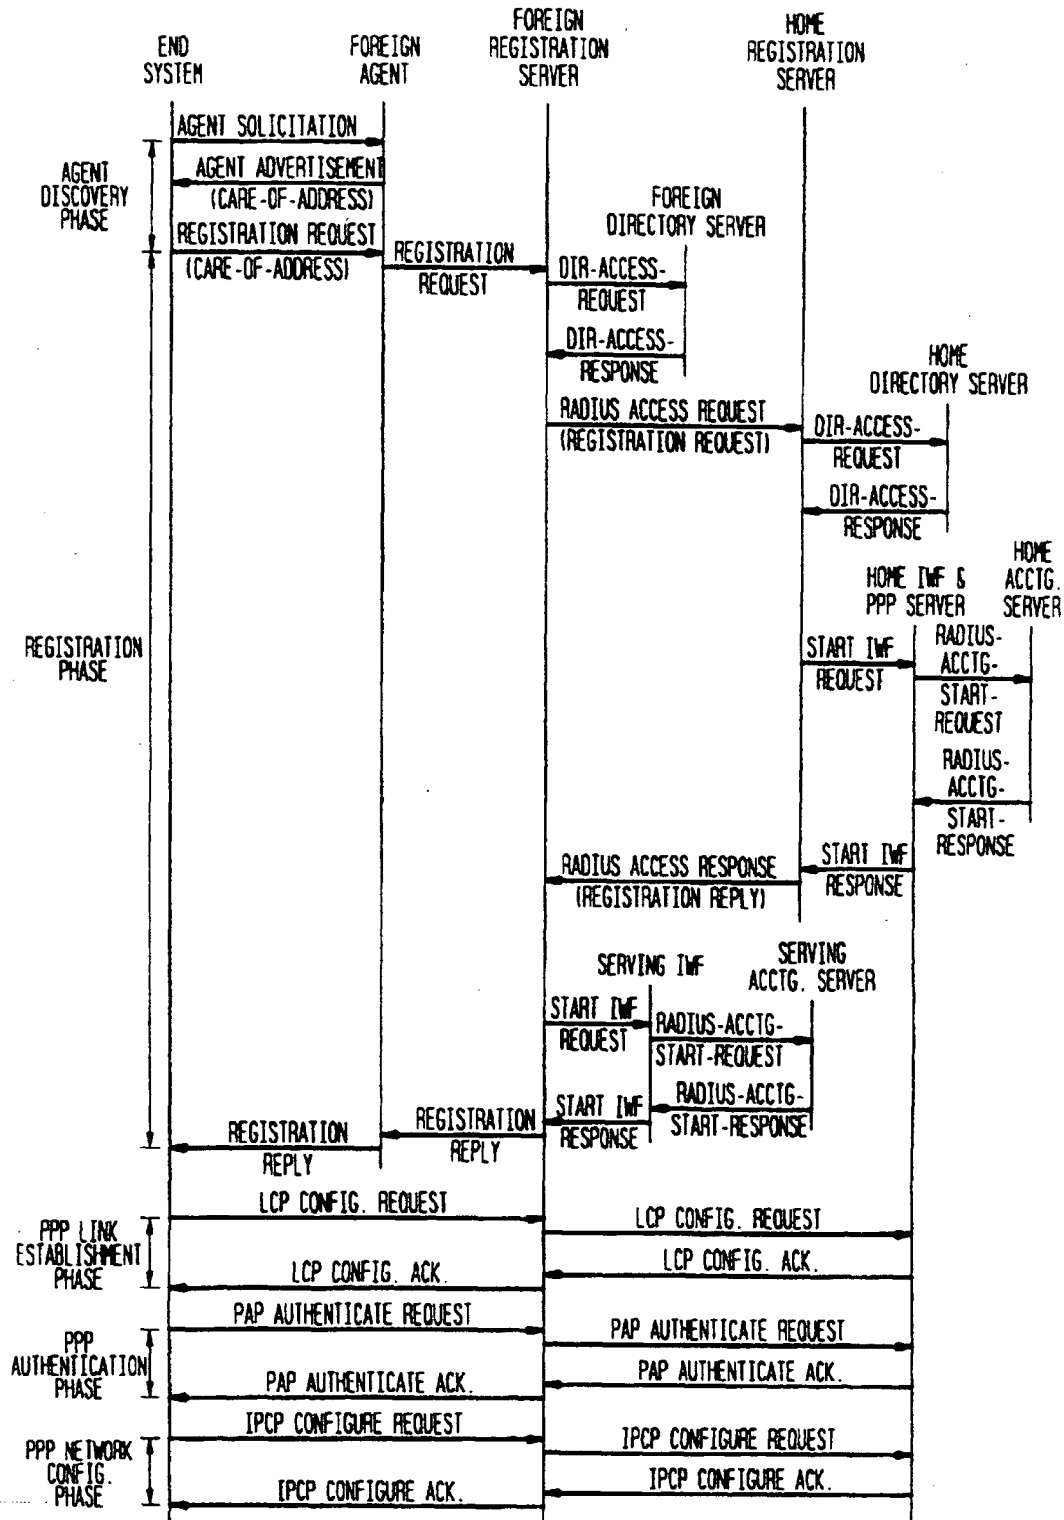 END
SYSTEM
FOREIGN
AGENT
FOREIGN
REGISTRATION
SERVER
HOME
REGISTRATION
SERVER
AGENT SOLICITATION
AGENT ADVERTISEMENT
(CARE-OF-ADDRESS)
AGENT
DISCOVERY
PHASE
REGISTRATION REQUEST
(CARE-OF-ADDRESS)
REGISTRATION
REQUEST
FOREIGN
DIRECTORY SERVER
DIR-ACCESS-
REQUEST
DIR-ACCESS-
RESPONSE
HOME
DIRECTORY SERVER
RADIUS ACCESS REQUEST
(REGISTRATION REQUEST)
DIR-ACCESS-
REQUEST
DIR-ACCESS-
RESPONSE
HOME IWF &
PPP SERVER
HOME
ACCTG.
SERVER
REGISTRATION
PHASE
START IWF
REQUEST
RADIUS-
ACCTG-
START-
REQUEST
RADIUS-
ACCTG-
START-
RESPONSE
START IWF
RESPONSE
RADIUS ACCESS RESPONSE
(REGISTRATION REPLY)
SERVING IWF
SERVING
ACCTG. SERVER
START IWF
REQUEST
RADIUS-ACCTG-
START-REQUEST
RADIUS-ACCTG-
START-RESPONSE
START IWF
RESPONSE
REGISTRATION
REPLY
REGISTRATION
REPLY
PPP LINK
ESTABLISHMENT
PHASE
LCP CONFIG. REQUEST
LCP CONFIG. REQUEST
LCP CONFIG. ACK.
LCP CONFIG. ACK.
PPP
AUTHENTICATION
PHASE
PAP AUTHENTICATE REQUEST
PAP AUTHENTICATE REQUEST
PAP AUTHENTICATE ACK.
PAP AUTHENTICATE ACK.
PPP NETWORK
CONFIG.
PHASE
IPCP CONFIGURE REQUEST
IPCP CONFIGURE REQUEST
IPCP CONFIGURE ACK.
IPCP CONFIGURE ACK.